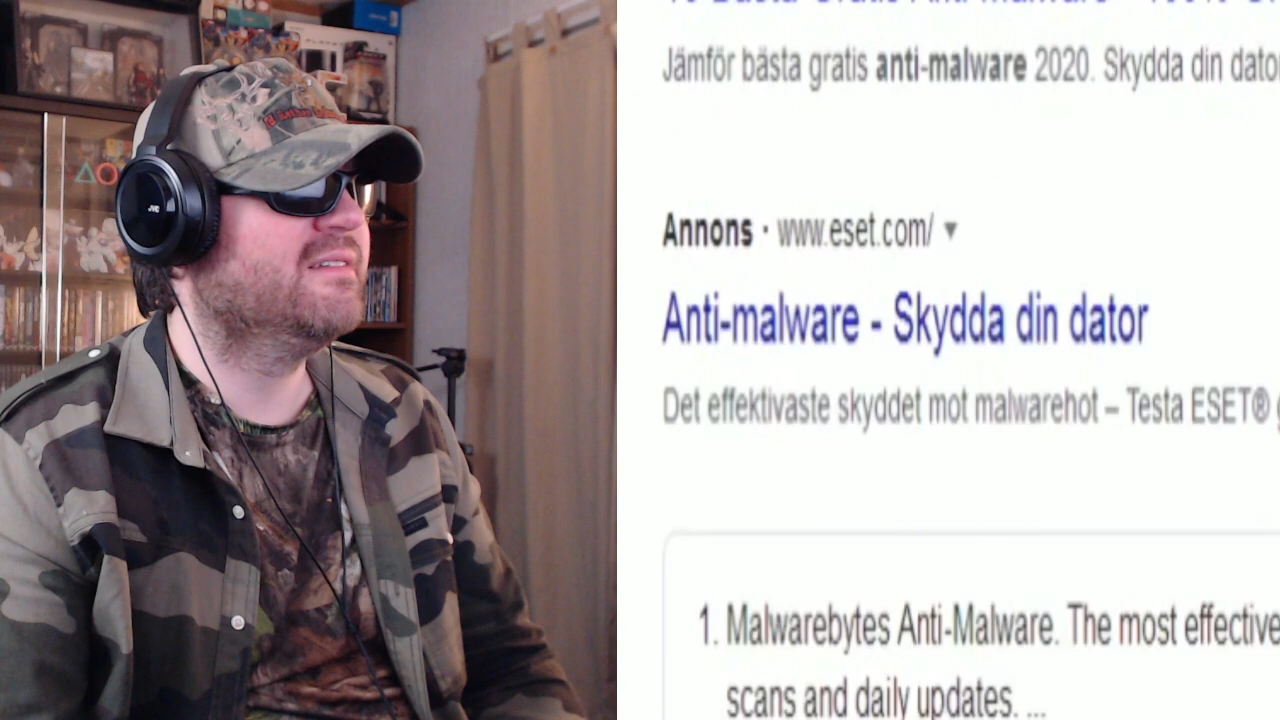 JVC
Jämför bästa gratis anti-malware 2020. Skydda din dator
Annons · www.eset.com/ ▼
Anti-malware - Skydda din dator
Det effektivaste skyddet mot malwarehot – Testa ESET®
1. Malwarebytes Anti-Malware. The most effective
scans and daily updates. ...